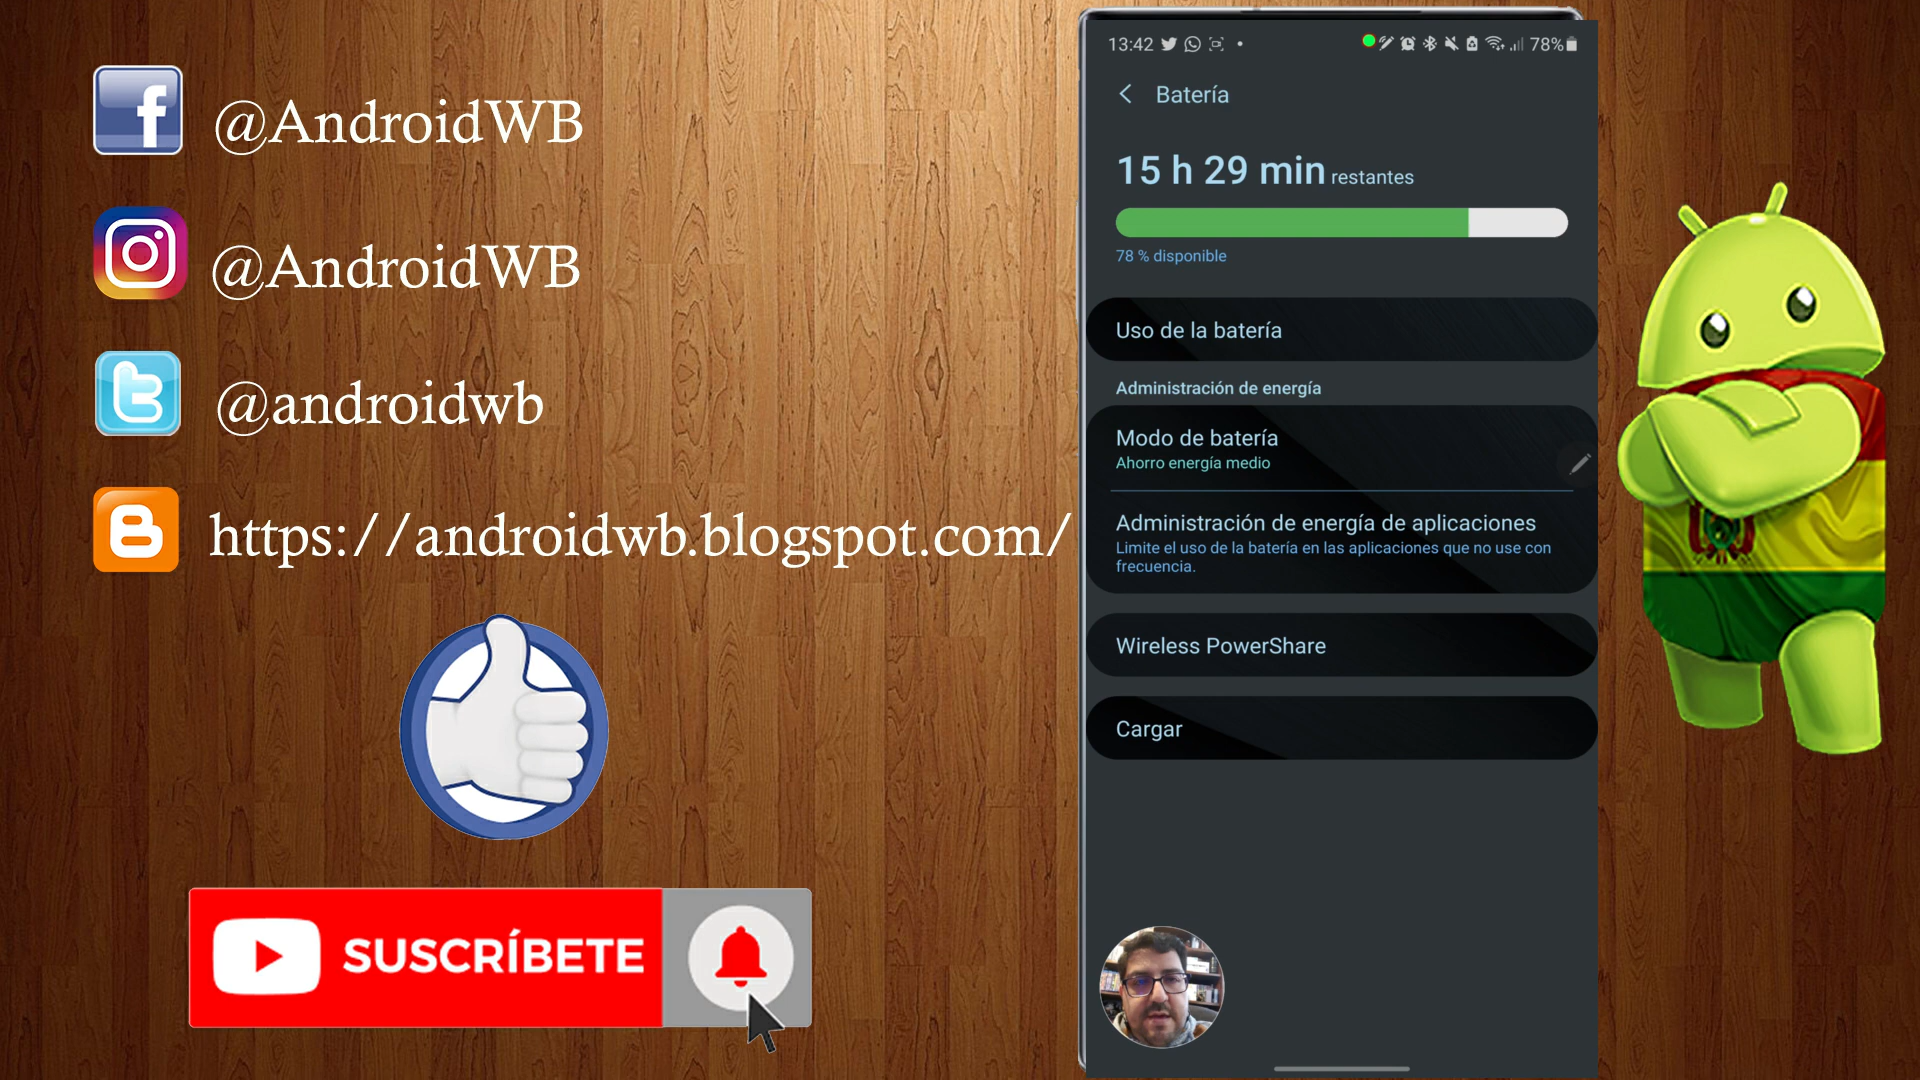 @AndroidWB
@AndroidWB
@androidwb
https://androidwb.blogspot.com/
SUSCRÍBETE
13:42
78%
Batería
15 h 29 min restantes
78 % disponible
Uso de la batería
Administración de energía
Modo de batería
Ahorro energía medio
Administración de energía de aplicaciones
Limite el uso de la batería en las aplicaciones que no use con
frecuencia.
Wireless PowerShare
Cargar